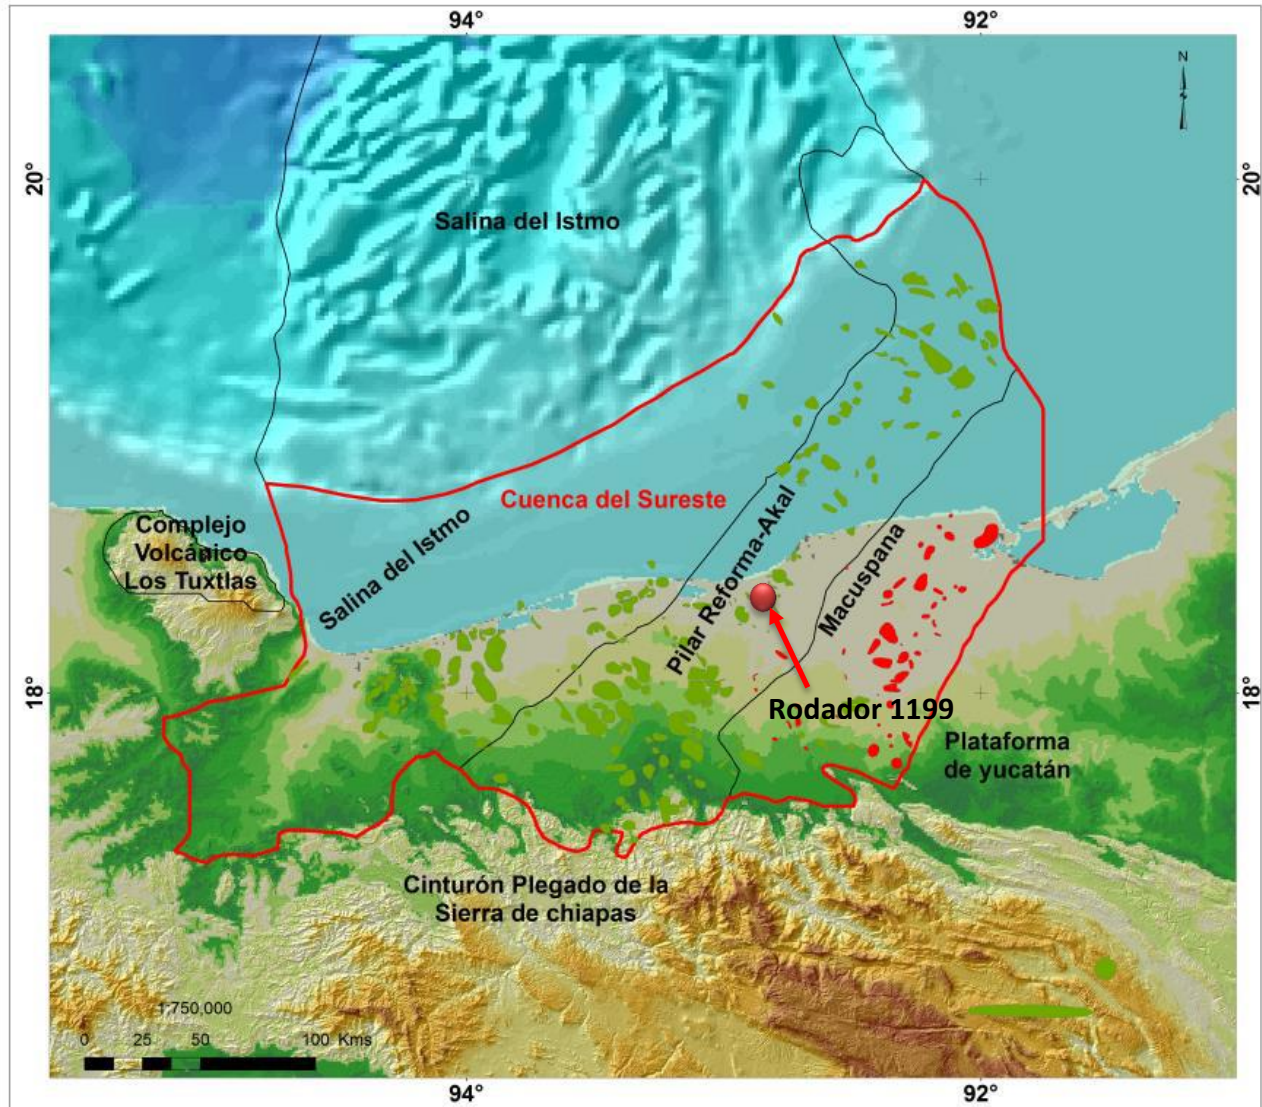 94°
92°
N
20°
20°
Salina del Istmo
Cuenca del Sureste
Complejo
Volcánico
Los Tuxtlas
Salina del Istmo
Pilar Reforma-Akal
Macuspana
18°
18°
Rodador 1199
Plataforma
de yucatán
Cinturón Plegado de la
Sierra de chiapas
1:750,000
0 25 50 100 Kms
94°
92°